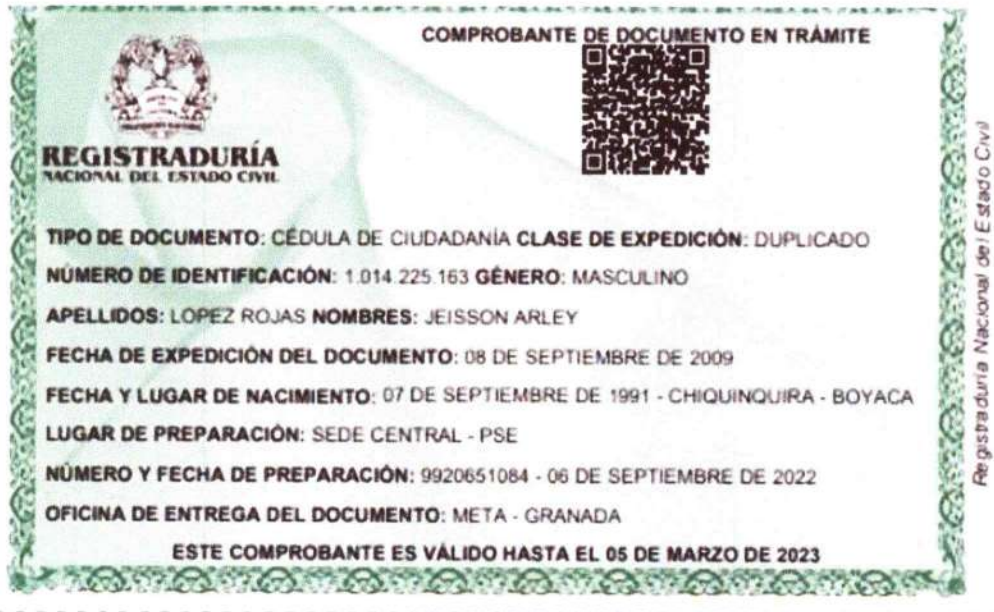 COMPROBANTE DE DOCUMENTO EN TRÁMITE
REGISTRADURÍA
NACIONAL DEL ESTADO CIVIL
TIPO DE DOCUMENTO: CÉDULA DE CIUDADANÍA CLASE DE EXPEDICIÓN: DUPLICADO
NÚMERO DE IDENTIFICACIÓN: 1.014.225.163 GÉNERO: MASCULINO
APELLIDOS: LOPEZ ROJAS NOMBRES: JEISSON ARLEY
FECHA DE EXPEDICIÓN DEL DOCUMENTO: 08 DE SEPTIEMBRE DE 2009
FECHA Y LUGAR DE NACIMIENTO: 07 DE SEPTIEMBRE DE 1991 - CHIQUINQUIRA - BOYACA
LUGAR DE PREPARACIÓN: SEDE CENTRAL - PSE
NÚMERO Y FECHA DE PREPARACIÓN: 9920651084 - 06 DE SEPTIEMBRE DE 2022
OFICINA DE ENTREGA DEL DOCUMENTO: META - GRANADA
ESTE COMPROBANTE ES VÁLIDO HASTA EL 05 DE MARZO DE 2023
Registraduría Nacional del Estado Civil